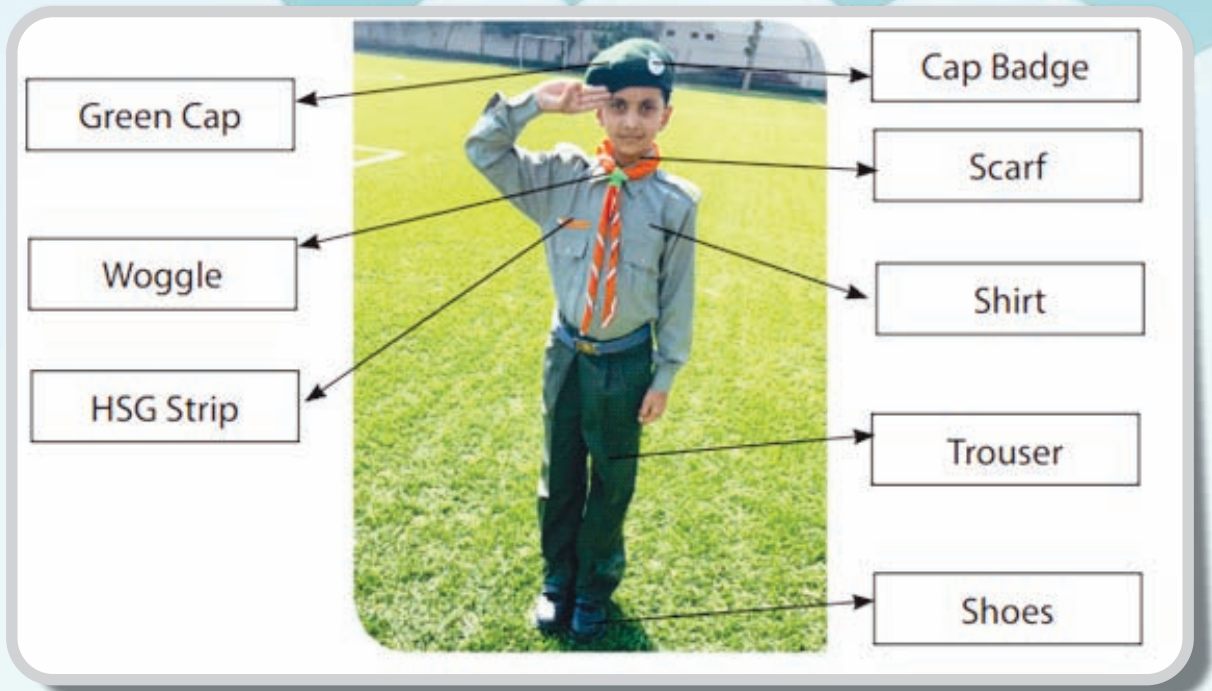 Green Cap
Woggle
HSG Strip
Cap Badge
Scarf
Shirt
Trouser
Shoes